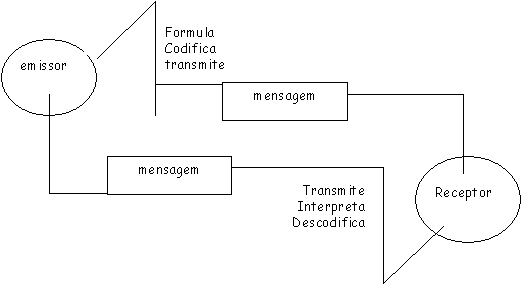 Formula
Codifica
transmite
emissor
mensagem
mensagem
Transmite
Interpreta
Descodifica
Receptor